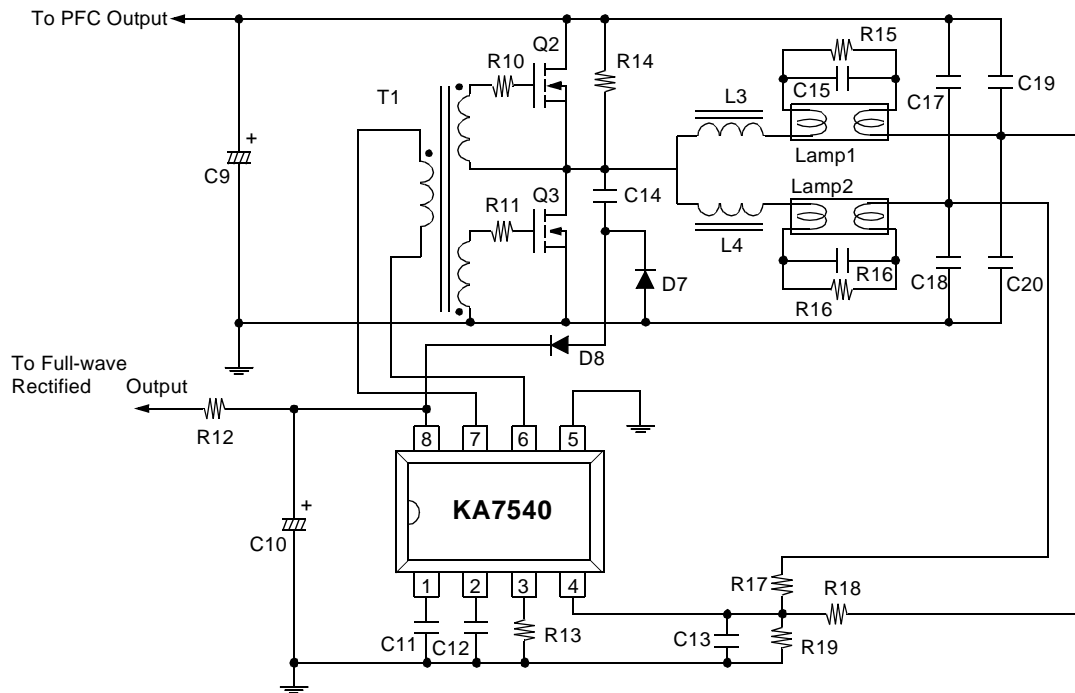 To PFC Output
R15
Q2
R10
R14
C15
C17
C19
T1
L3
+
C9
Lamp1
Lamp2
Q3
R11
C14
L4
R16
C18
C20
D7
R16
D8
To Full-wave
Rectified Output
R12
8 7 6 5
+
KA7540
C10
1 2 3 4
R17
R18
C11
C12
R13
C13
R19